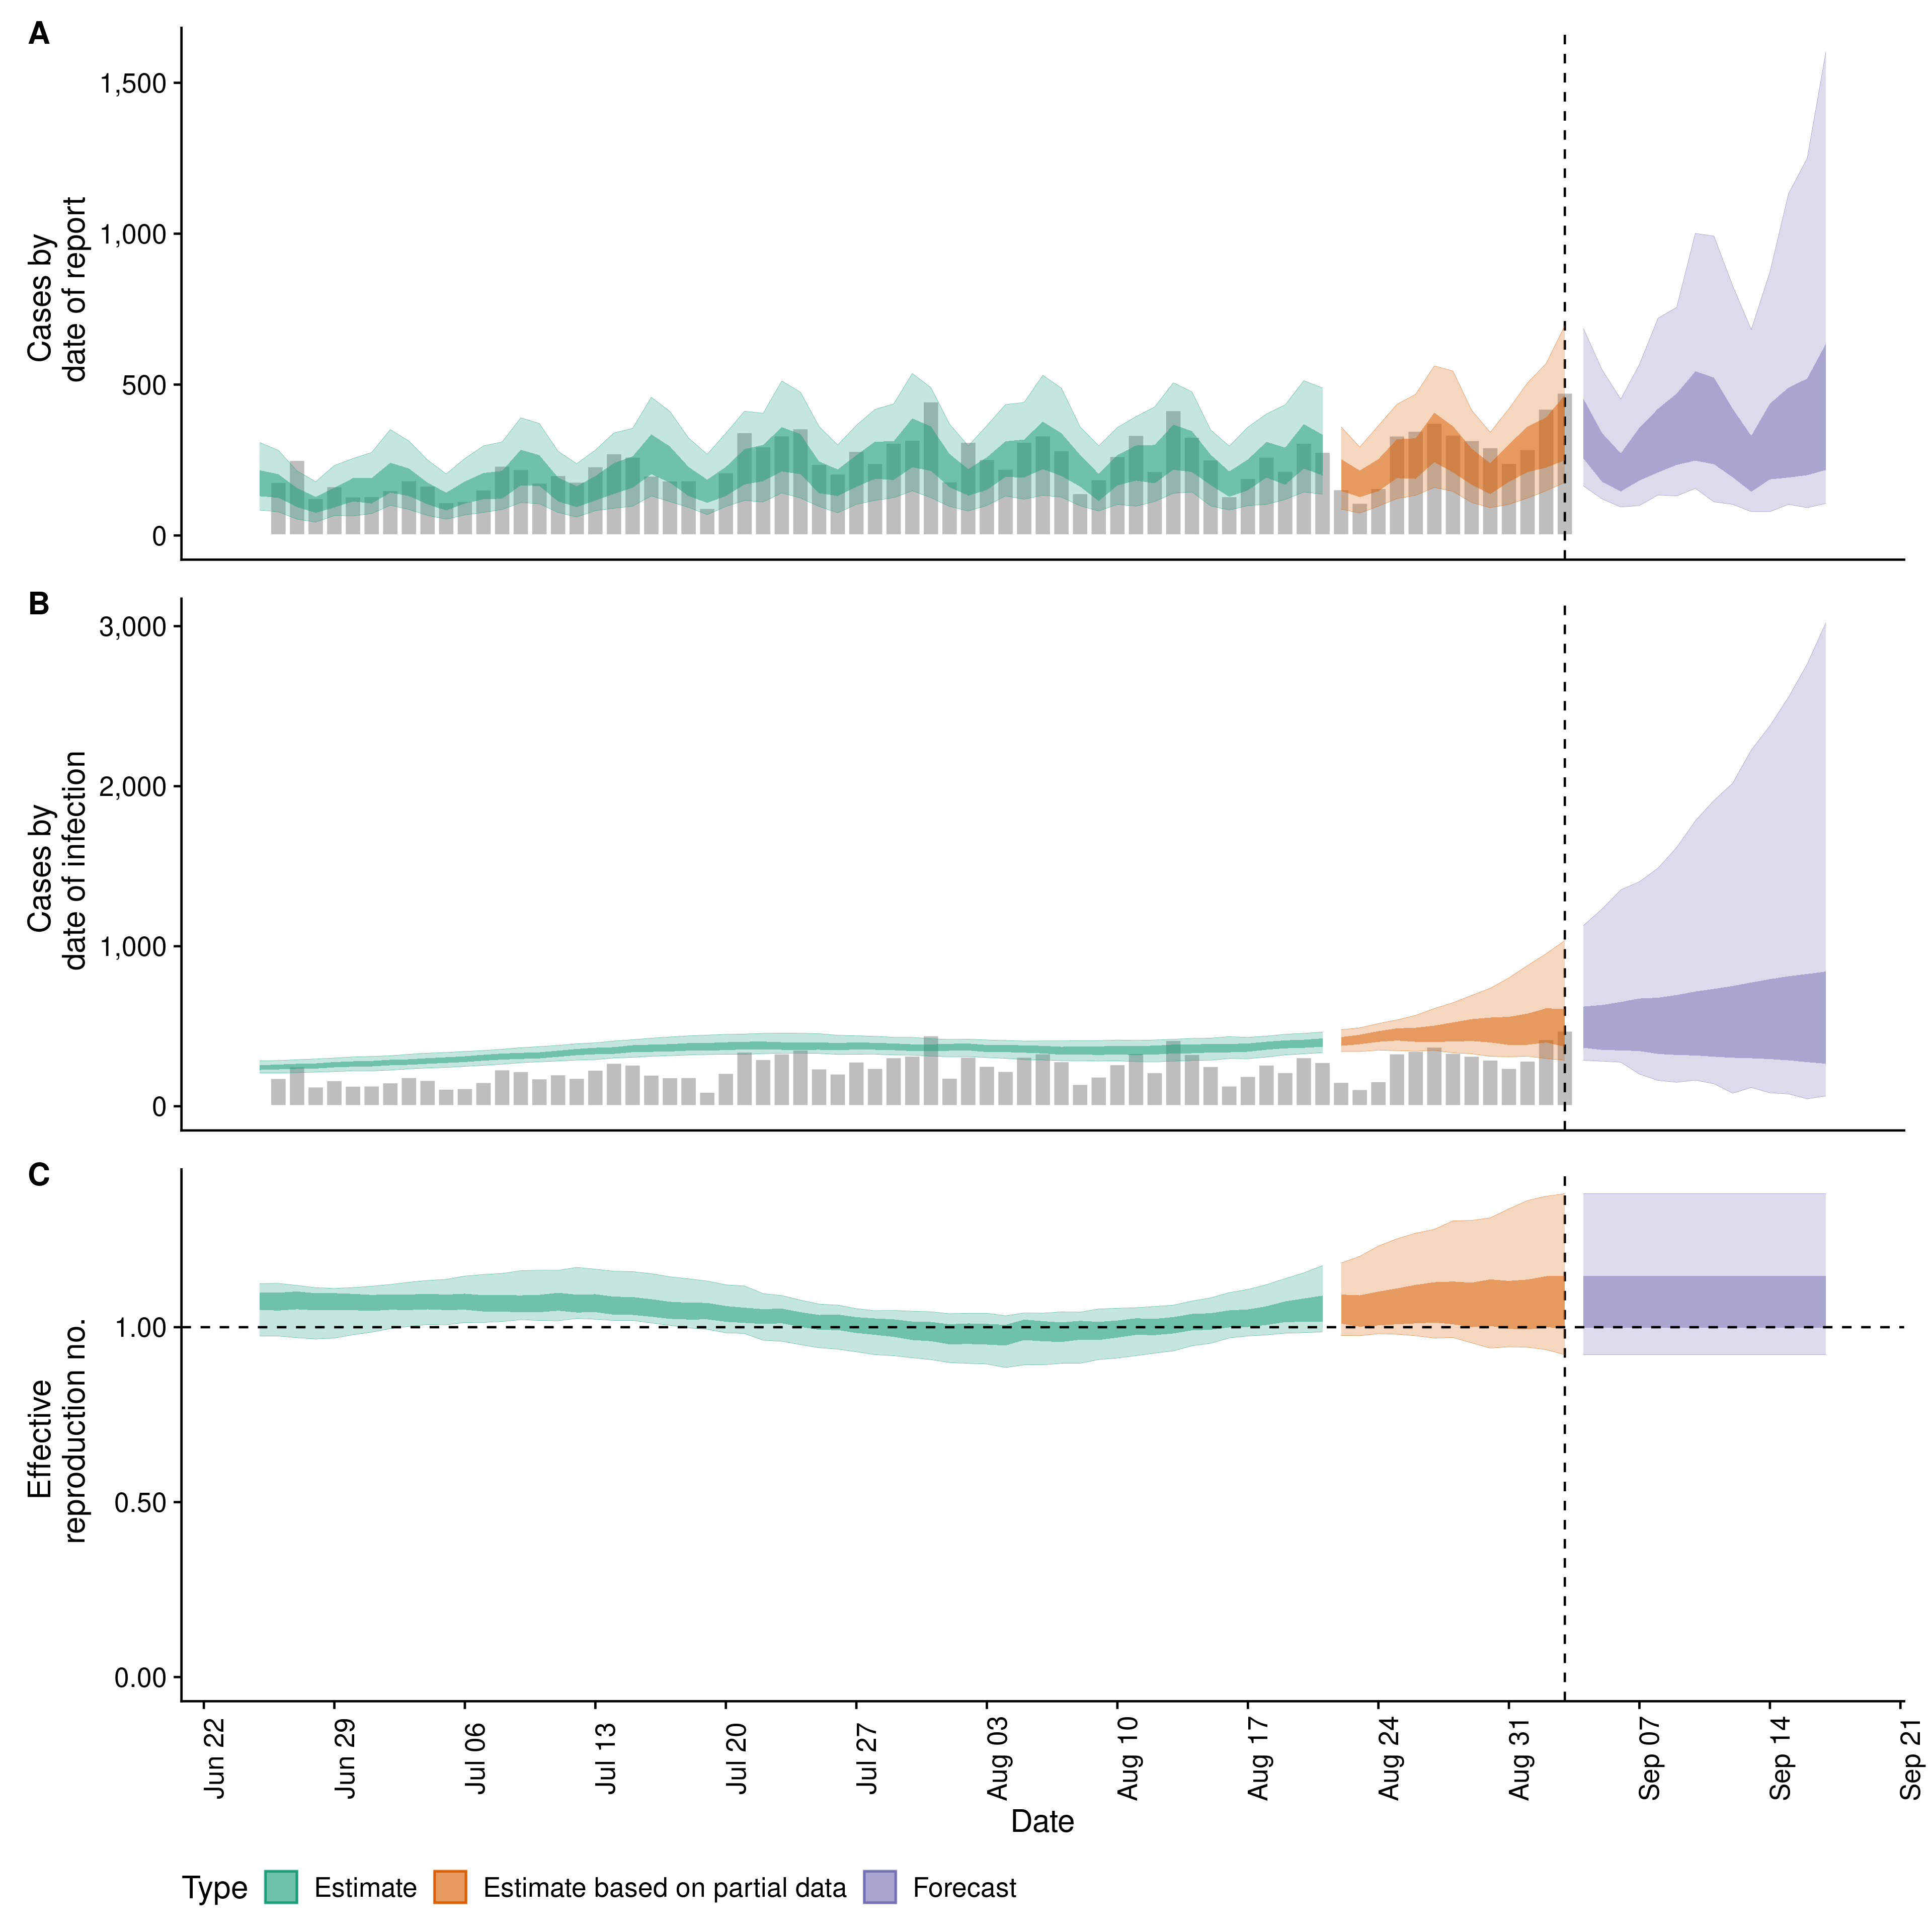 A
1,500
1,000
500
0
Cases by
date of report
B
3,000
2,000
1,000
0
Cases by
date of infection
C
1.00
0.50
0.00
Effective
reproduction no.
Jun 22
Jun 29
Jul 06
Jul 13
Jul 20
Jul 27
Aug 03
Aug 10
Aug 17
Aug 24
Aug 31
Sep 07
Sep 14
Sep 21
Date
Type Estimate Estimate based on partial data Forecast